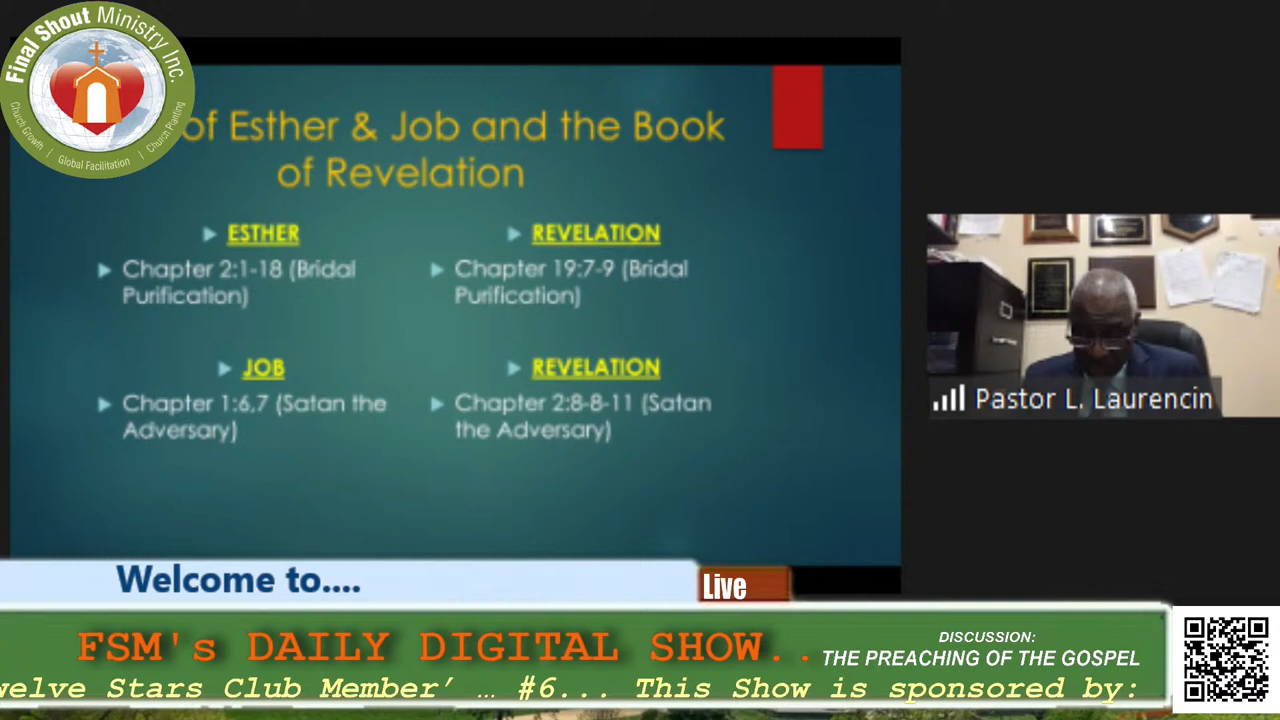 Final Shout Ministry Inc.
Church Growth | Global Facilitation | Church Planting
of Esther & Job and the Book
of Revelation
ESTHER
Chapter 2:1-18 (Bridal
Purification)
REVELATION
Chapter 19:7-9 (Bridal
Purification)
JOB
Chapter 1:6,7 (Satan the
Adversary)
REVELATION
Chapter 2:8-8-11 (Satan
the Adversary)
Pastor L. Laurencin
Welcome to....
Live
FSM's DAILY DIGITAL SHOW..
DISCUSSION:
THE PREACHING OF THE GOSPEL
welve Stars Club Member’ … #6... This Show is sponsored by: